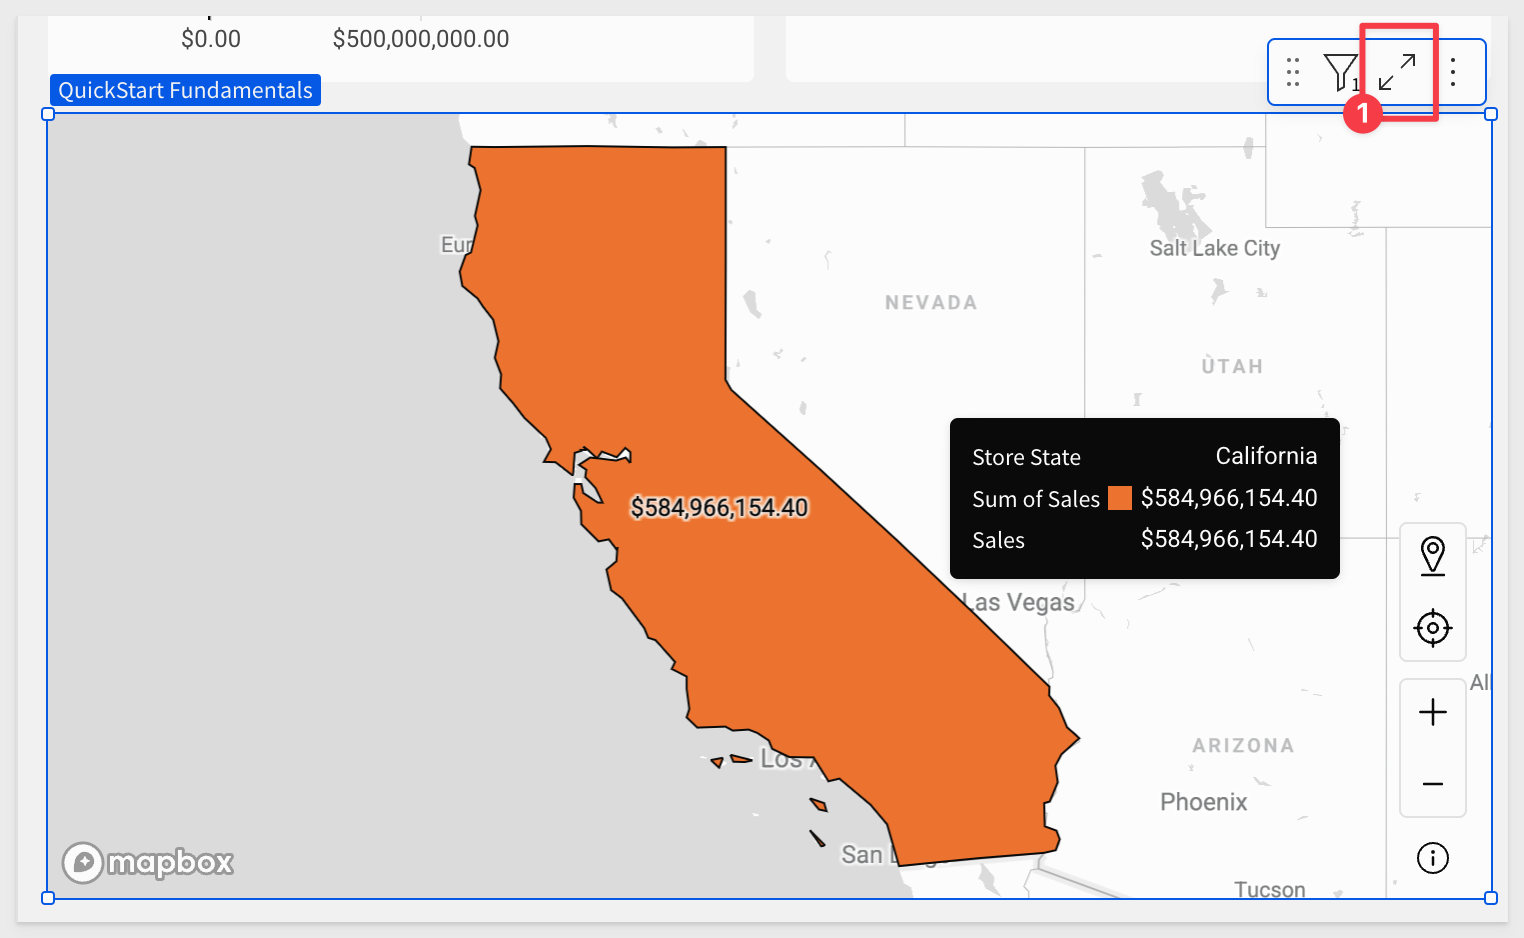 $0.00 $500,000,000.00
QuickStart Fundamentals
1
1
Eur
Salt Lake City
NEVADA
UTAH
Store State California
Sum of Sales $584,966,154.40
Sales $584,966,154.40
$584,966,154.40
Las Vegas
All
ARIZONA
Los A
Phoenix
San D
mapbox
Tucson